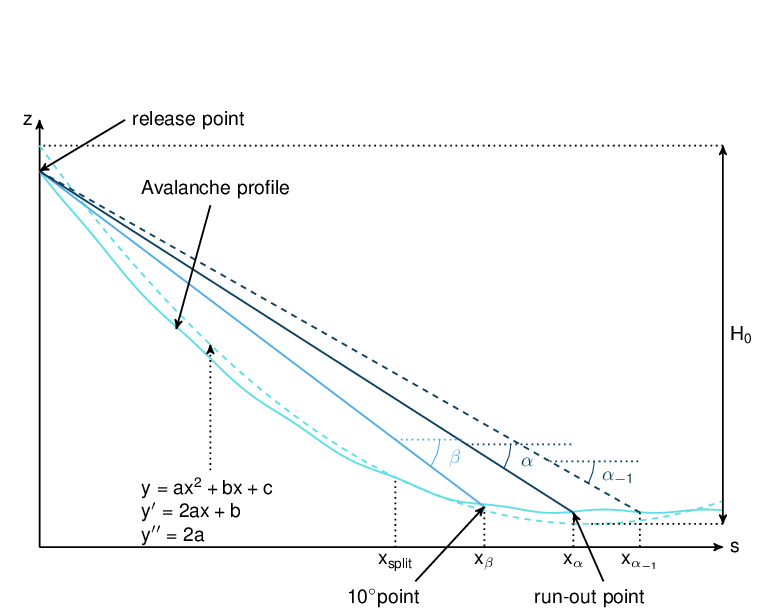 z
release point
Avalanche profile
H₀
β
α
α₋₁
y = ax² + bx + c
y′ = 2ax + b
y″ = 2a
x_split
x_β
x_α
x_α₋₁
s
10°point
run-out point